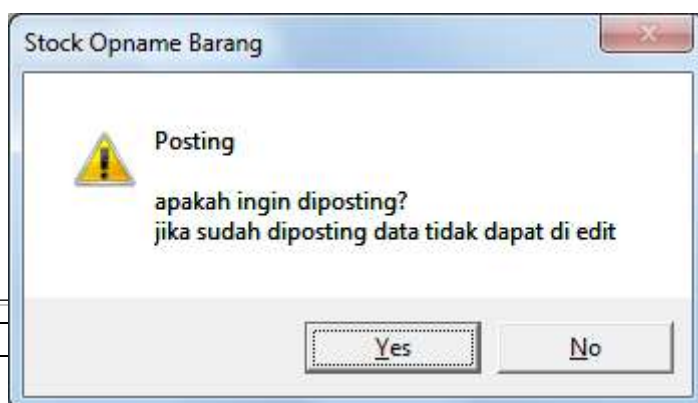 Stock Opname Barang
Posting
apakah ingin diposting?
jika sudah diposting data tidak dapat di edit
Yes
No